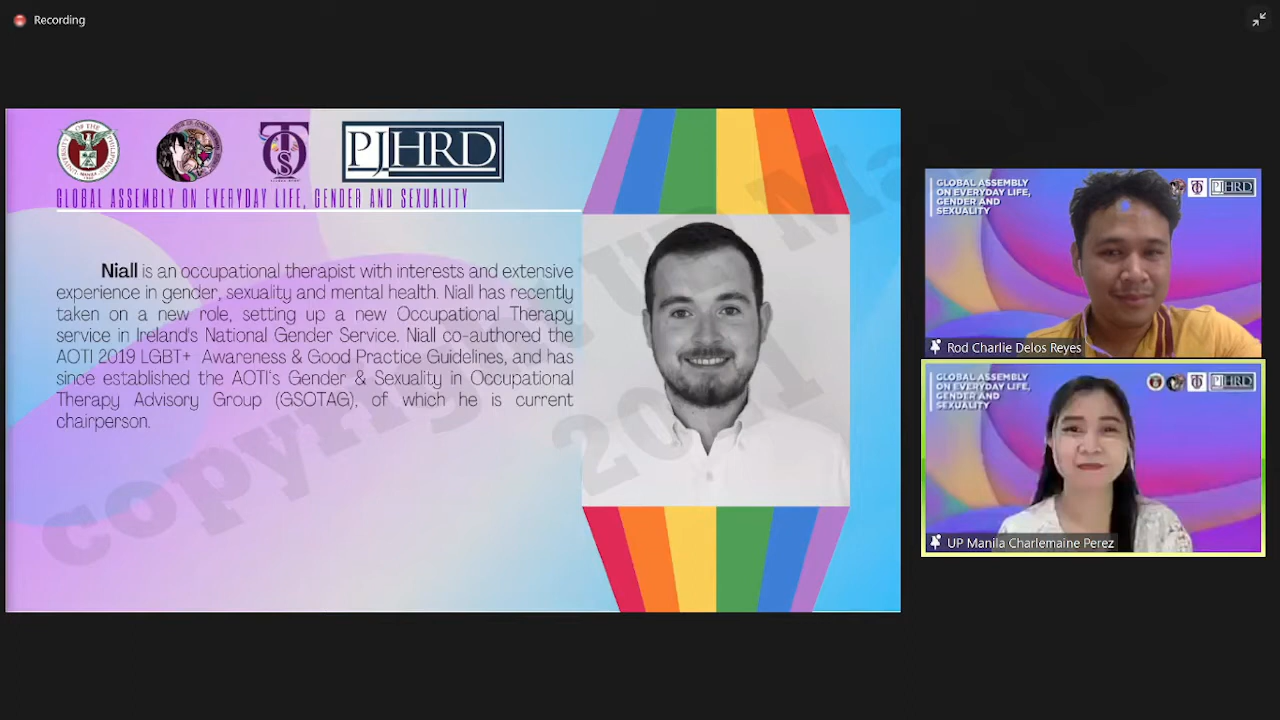 Recording
PJHRD
GLOBAL ASSEMBLY ON EVERYDAY LIFE, GENDER AND SEXUALITY
Niall is an occupational therapist with interests and extensive
experience in gender, sexuality and mental health. Niall has recently
taken on a new role, setting up a new Occupational Therapy
service in Ireland's National Gender Service. Niall co-authored the
AOTI 2019 LGBT+ Awareness & Good Practice Guidelines, and has
since established the AOTI's Gender & Sexuality in Occupational
Therapy Advisory Group (GSOTAG), of which he is current
chairperson.
copyright UP Manila
2021
GLOBAL ASSEMBLY
ON EVERYDAY LIFE,
GENDER AND
SEXUALITY
PJHRD
Rod Charlie Delos Reyes
GLOBAL ASSEMBLY
ON EVERYDAY LIFE,
GENDER AND
SEXUALITY
PJHRD
UP Manila Charlemaine Perez